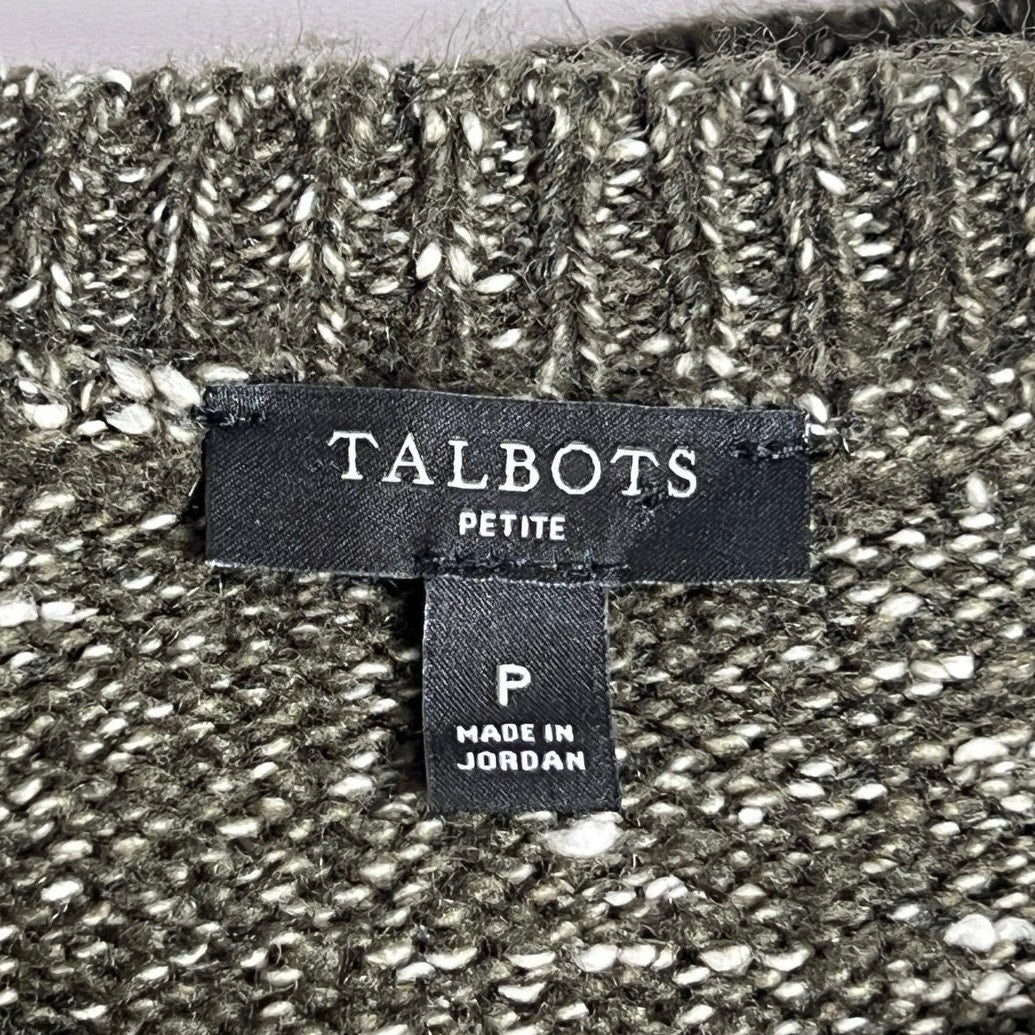 TALBOTS
PETITE
P
MADE IN
JORDAN